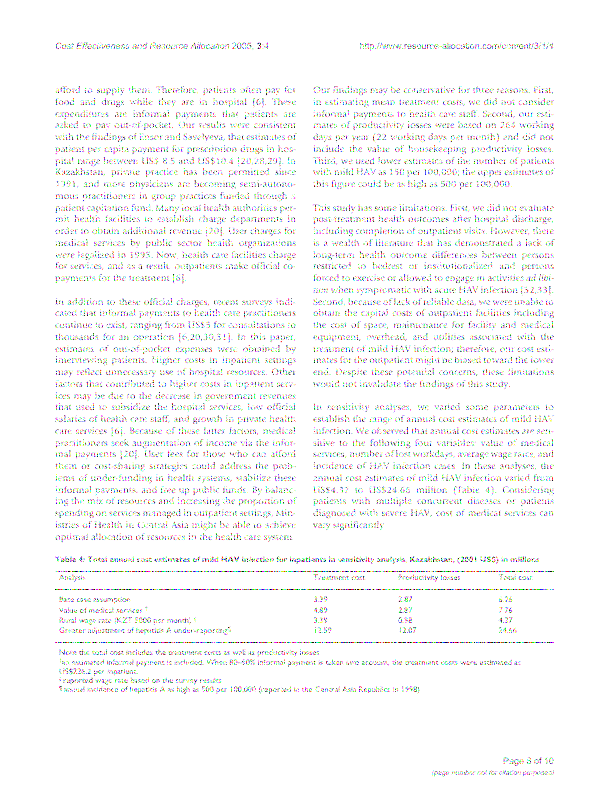 Cost Effectiveness and Resource Allocation 2005, 3:4
http://www.resource-allocation.com/content/3/1/4
afford to supply them. Therefore, patients often pay for
food and drugs while they are in hospital [6]. These
expenditures are informal payments that patients are
asked to pay out-of-pocket. Our results were consistent
with the findings of Ensor and Savelyeva, that estimates of
patient per capita payment for prescription drugs in hos-
pital range between US$ 8.5 and US$10.4 [20,28,29]. In
Kazakhstan, private practice has been permitted since
1991, and more physicians are becoming semi-autono-
mous practitioners in group practices funded through a
patient capitation fund. Many local health authorities per-
mit health facilities to establish charge departments in
order to obtain additional revenue [20]. User charges for
medical services by public sector health organizations
were legalized in 1995. Now, health care facilities charge
for services, and as a result, outpatients make official co-
payments for the treatment [6].
In addition to these official charges, recent surveys indi-
cated that informal payments to health care practitioners
continue to exist, ranging from US$5 for consultations to
thousands for an operation
In this paper,
estimates of out-of-pocket expenses were obtained by
interviewing patients. Higher costs in inpatient settings
may reflect unnecessary use of hospital resources. Other
factors that contributed to higher costs in inpatient serv-
ices may be due to the decrease in government revenues
that used to subsidize the hospital services, low official
salaries of health care staff, and growth in private health
care services [6]. Because of these latter factors, medical
practitioners seek augmentation of income via the infor-
mal payments [20]. User fees for those who can afford
them or cost-sharing strategies could address the prob-
lems of under-funding in health systems, stabilize these
informal payments, and free up public funds. By balanc-
ing the mix of resources and increasing the proportion of
spending on services managed in outpatient settings, Min-
istries of Health in Central Asia might be able to achieve
optimal allocation of resources in the health care system.
Our findings may be conservative for three reasons. First,
in estimating mean treatment costs, we did not consider
informal payments to health care staff. Second, our esti-
mates of productivity losses were based on 264 working
days per year (22 working days per month) and did not
include the value of housekeeping productivity losses.
Third, we used lower estimates of the number of patients
with mild HAV as 150 per 100,000; the upper estimates of
this figure could be as high as 500 per 100,000.
This study has some limitations. First, we did not evaluate
post treatment health outcomes after hospital discharge,
including completion of outpatient visits. However, there
is a wealth of literature that has demonstrated a lack of
long-term health outcome differences between persons
restricted to bedrest or institutionalized and persons
forced to exercise or allowed to engage in activities ad libi-
tum when symptomatic with acute HAV infection [32,33].
Second, because of lack of reliable data, we were unable to
obtain the capital costs of outpatient facilities including
the cost of space, maintenance for facility and medical
equipment, overhead, and utilities associated with the
treatment of mild HAV infection; therefore, our cost esti-
mates for the outpatient model are biased toward the lower
end. Despite these potential concerns, these limitations
would not invalidate the findings of this study.
In sensitivity analyses, we varied some parameters to
establish the range of annual cost estimates of mild HAV
infection. We observed that annual cost estimates are sen-
sitive to the following four variables: value of medical
services, number of lost workdays, average wage rates, and
incidence of HAV infection cases. In these analyses, the
annual cost estimates of mild HAV infection varied from
US$4.37 to US$24.66 million (Table 4). Considering
patients with multiple concurrent illnesses or patients
diagnosed with severe HAV, cost of medical services can
vary significantly.
Table 4: Total annual cost estimates of mild HAV infection for inpatients in sensitivity analysis, Kazakhstan, (2001 US$) in millions
Analysis Treatment cost Productivity losses Total cost
Base case assumption 3.39 2.87
Value of medical services 4.89 2.87 7.76
Rural wage rate (KZT 5000 per month) 0.98 4.37
Greater adjustment of hepatitis A under-reporting 12.59 12.07 24.66
Note: the total cost includes the treatment costs as well as productivity losses.
An estimated informal payment is included. When 50–60% informal payment is taken into account, the treatment costs were estimated at
per inpatient.
Reported wage rate based on the survey results
Annual incidence of hepatitis A as high as 500 per 100,000 (reported in the Central Asia Republics in 1998)
Page 8 of 10
(page number not for citation purposes)